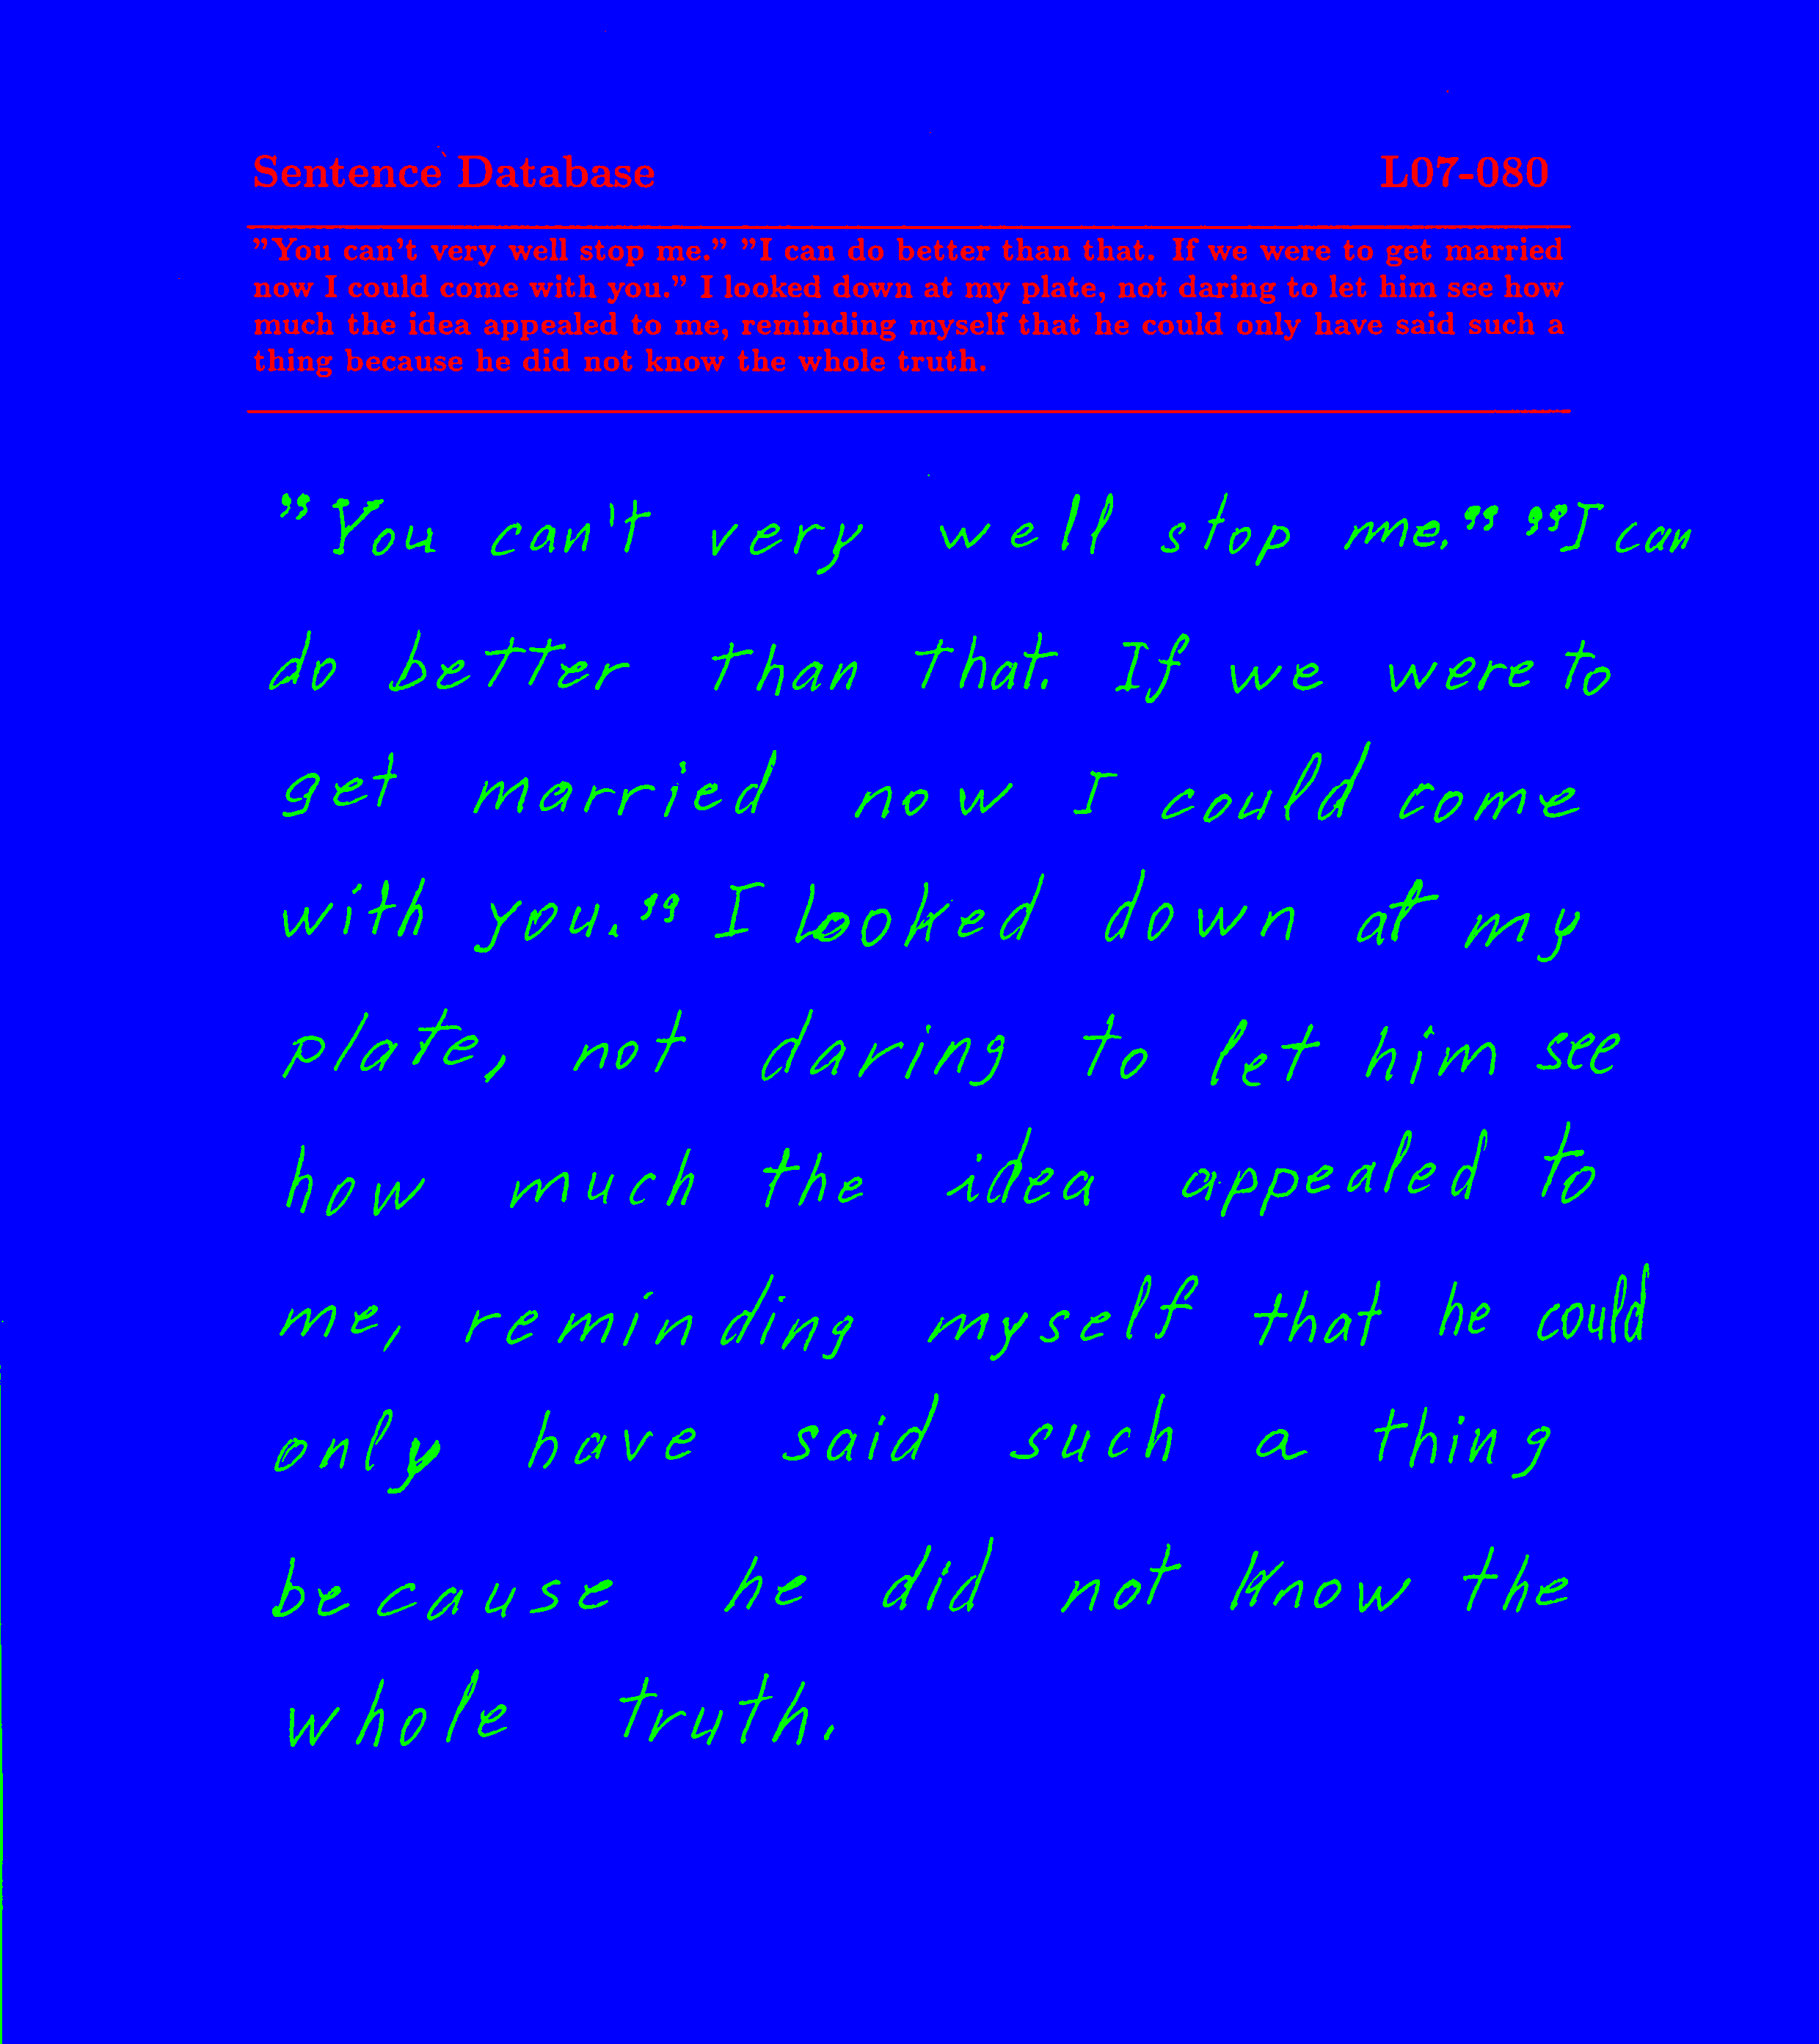 Sentence Database L07-080
"You can't very well stop me." "I can do better than that. If we were to get married
now I could come with you." I looked down at my plate, not daring to let him see how
much the idea appealed to me, reminding myself that he could only have said such a
thing because he did not know the whole truth.
"You can't very well stop me." "I can
do better than that. If we were to
get married now I could come
with you." I looked down at my
plate, not daring to let him see
how much the idea appealed to
me, reminding myself that he could
only have said such a thing
because he did not know the
whole truth.